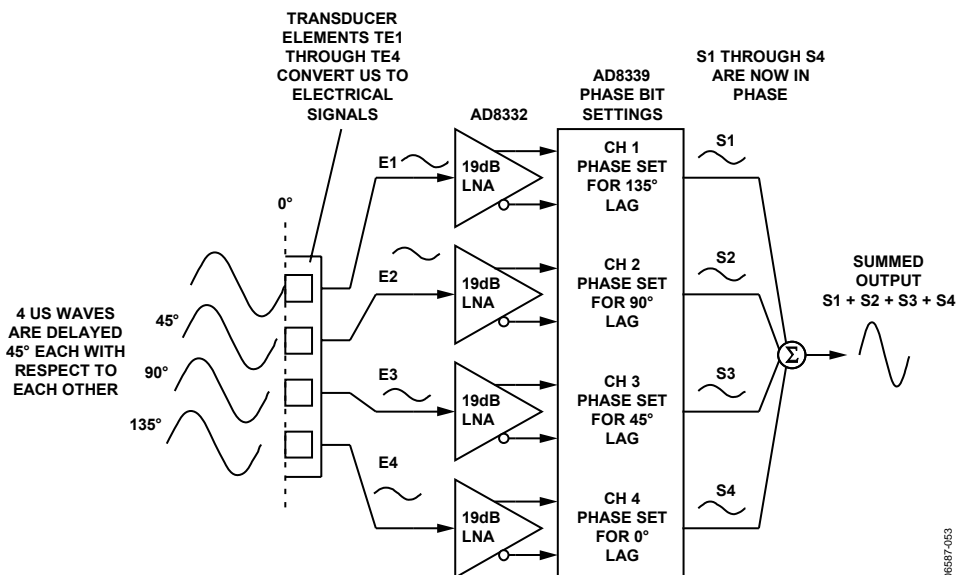 TRANSDUCER
ELEMENTS TE1
THROUGH TE4
CONVERT US TO
ELECTRICAL
SIGNALS
AD8332
AD8339
PHASE BIT
SETTINGS
S1 THROUGH S4
ARE NOW IN
PHASE
0°
4 US WAVES
ARE DELAYED
45° EACH WITH
RESPECT TO
EACH OTHER
45°
90°
135°
E1
19dB
LNA
CH 1
PHASE SET
FOR 135°
LAG
S1
E2
19dB
LNA
CH 2
PHASE SET
FOR 90°
LAG
S2
E3
19dB
LNA
CH 3
PHASE SET
FOR 45°
LAG
S3
E4
19dB
LNA
CH 4
PHASE SET
FOR 0°
LAG
S4
Σ
SUMMED
OUTPUT
S1 + S2 + S3 + S4
06587-053